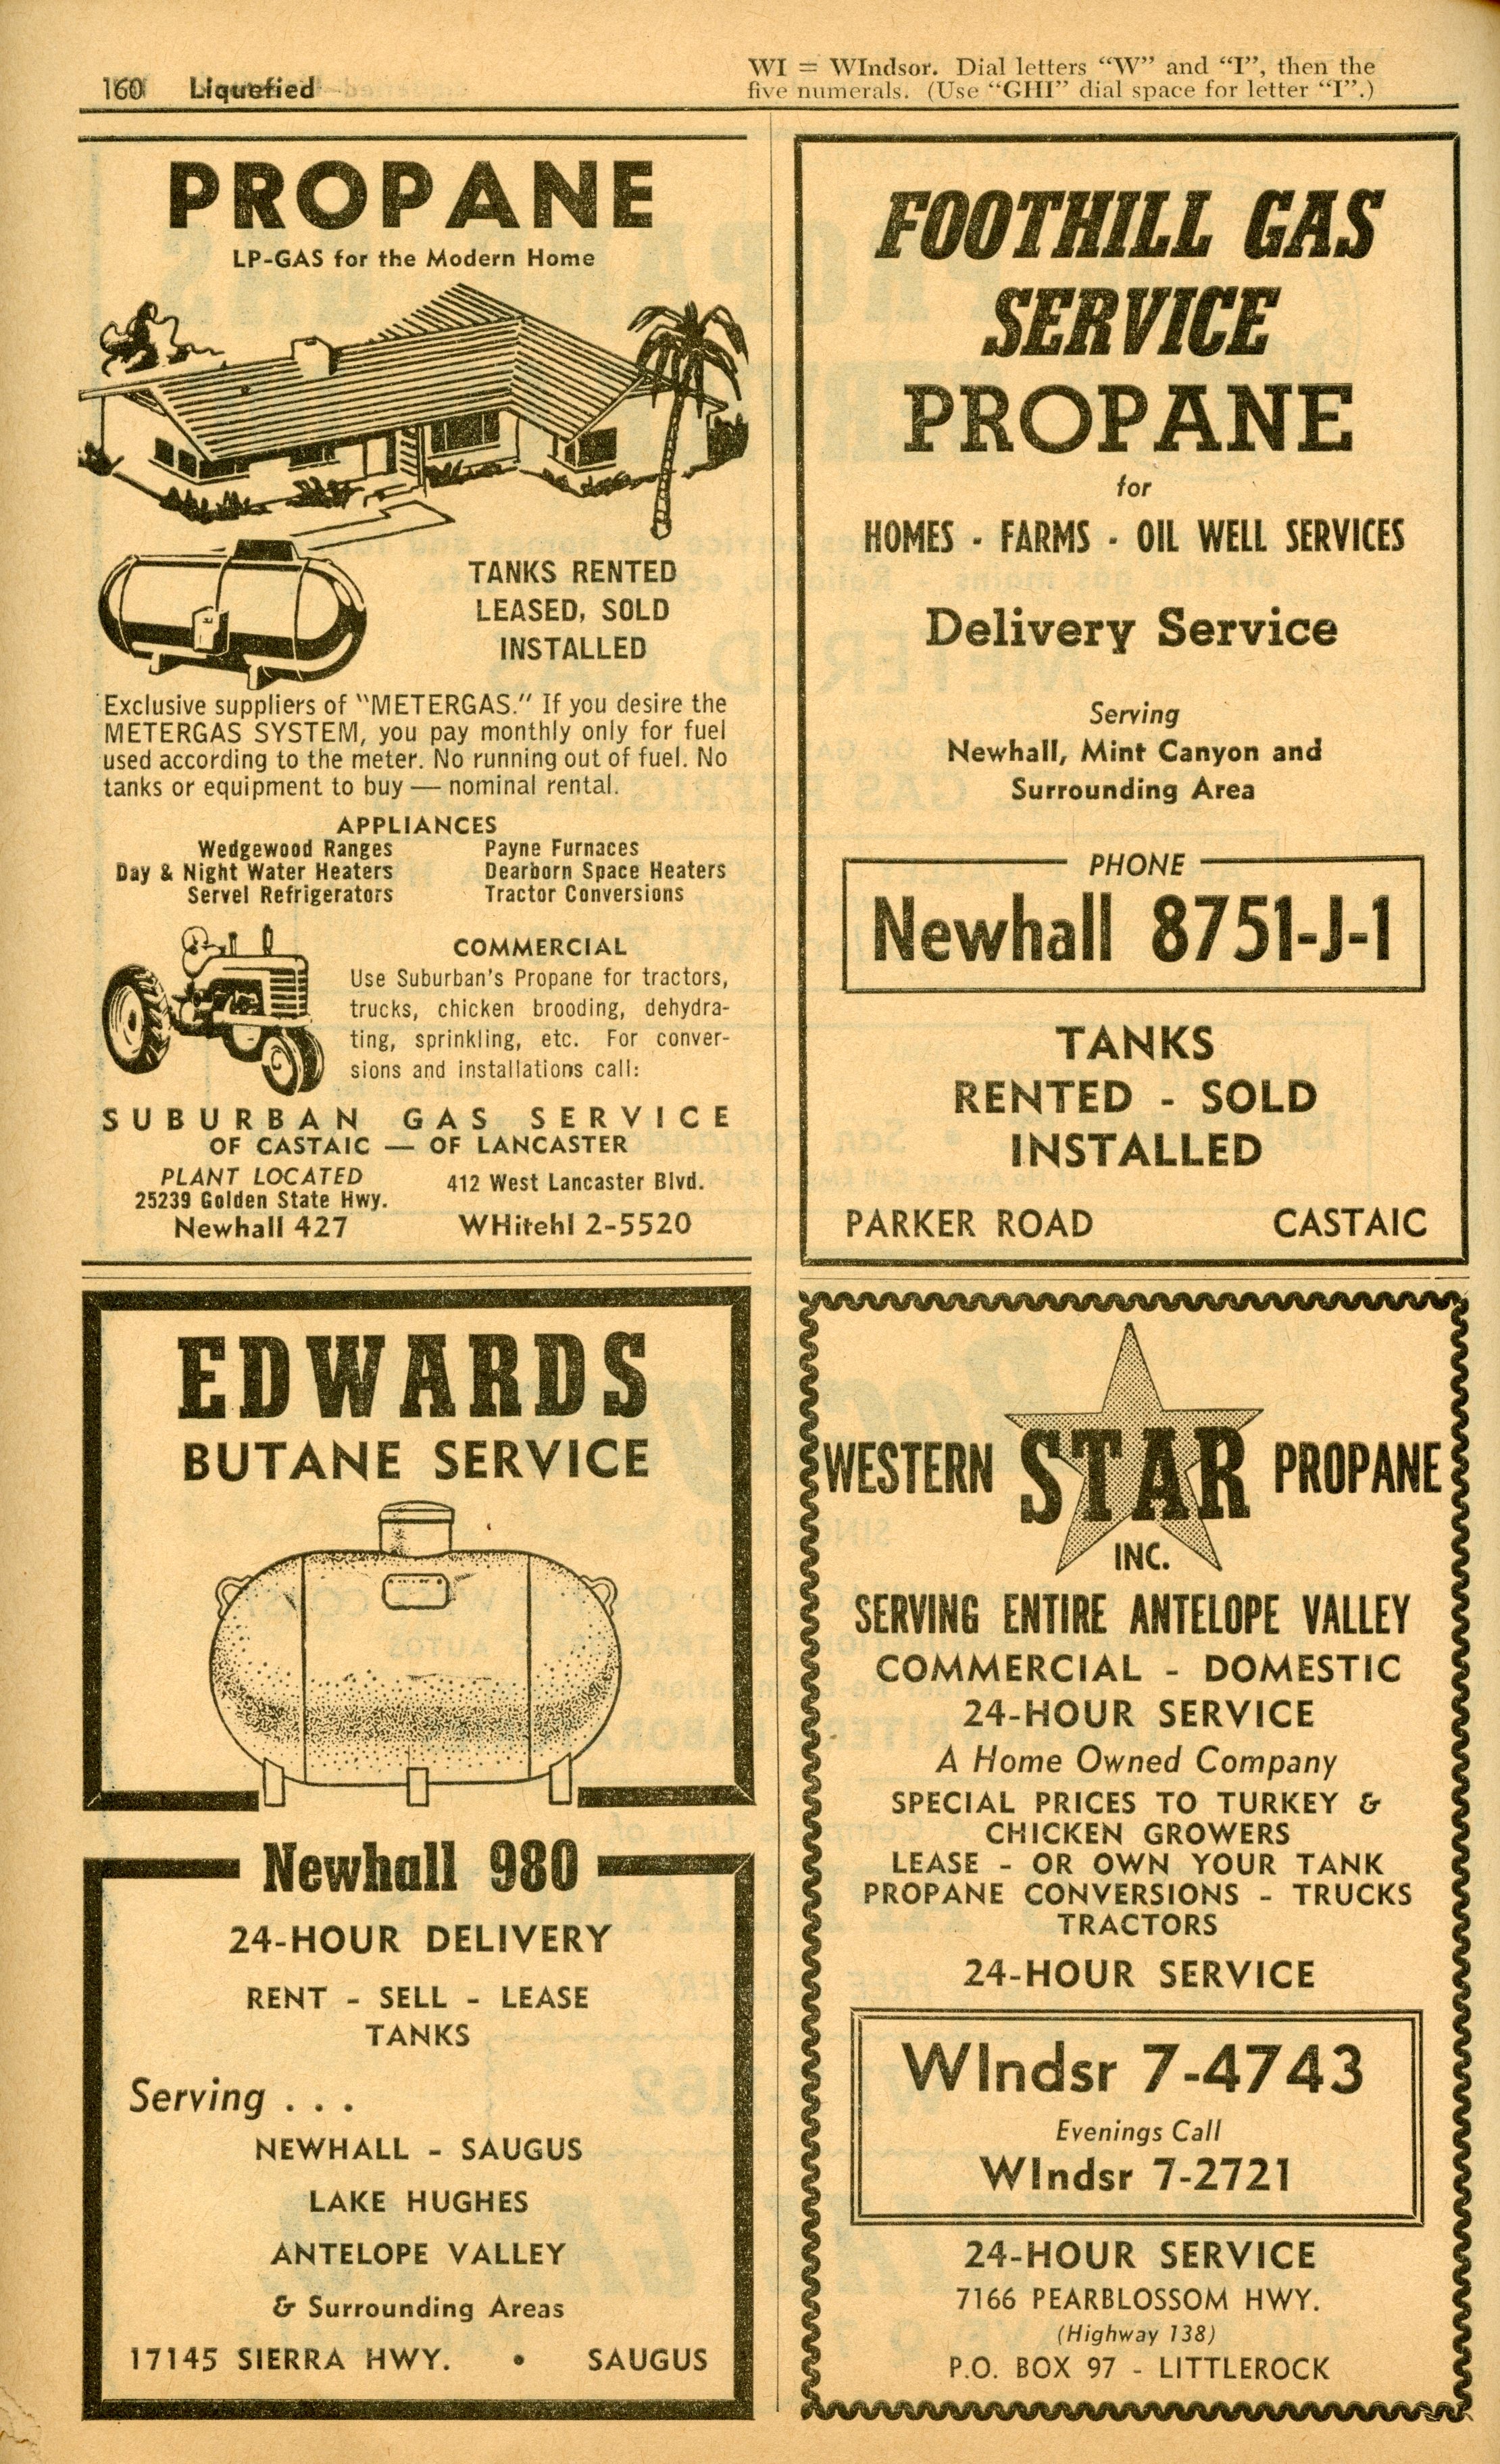 160 Liquefied
WI = WIndsor. Dial letters “W” and “I”, then the
five numerals. (Use “GHI” dial space for letter “I”.)
PROPANE
LP-GAS for the Modern Home
TANKS RENTED
LEASED, SOLD
INSTALLED
Exclusive suppliers of "METERGAS." If you desire the
METERGAS SYSTEM, you pay monthly only for fuel
used according to the meter. No running out of fuel. No
tanks or equipment to buy — nominal rental.
APPLIANCES
Wedgewood Ranges Payne Furnaces
Day & Night Water Heaters Dearborn Space Heaters
Servel Refrigerators Tractor Conversions
COMMERCIAL
Use Suburban's Propane for tractors,
trucks, chicken brooding, dehydra-
ting, sprinkling, etc. For conver-
sions and installations call:
SUBURBAN GAS SERVICE
OF CASTAIC — OF LANCASTER
PLANT LOCATED
25239 Golden State Hwy. 412 West Lancaster Blvd.
Newhall 427 WHitehl 2-5520
FOOTHILL GAS
SERVICE
PROPANE
for
HOMES - FARMS - OIL WELL SERVICES
Delivery Service
Serving
Newhall, Mint Canyon and
Surrounding Area
PHONE
Newhall 8751-J-1
TANKS
RENTED - SOLD
INSTALLED
PARKER ROAD CASTAIC
EDWARDS
BUTANE SERVICE
Newhall 980
24-HOUR DELIVERY
RENT - SELL - LEASE
TANKS
Serving . . .
NEWHALL - SAUGUS
LAKE HUGHES
ANTELOPE VALLEY
& Surrounding Areas
17145 SIERRA HWY. • SAUGUS
WESTERN STAR PROPANE
INC.
SERVING ENTIRE ANTELOPE VALLEY
COMMERCIAL - DOMESTIC
24-HOUR SERVICE
A Home Owned Company
SPECIAL PRICES TO TURKEY &
CHICKEN GROWERS
LEASE - OR OWN YOUR TANK
PROPANE CONVERSIONS - TRUCKS
TRACTORS
24-HOUR SERVICE
WIndsr 7-4743
Evenings Call
WIndsr 7-2721
24-HOUR SERVICE
7166 PEARBLOSSOM HWY.
(Highway 138)
P.O. BOX 97 - LITTLEROCK